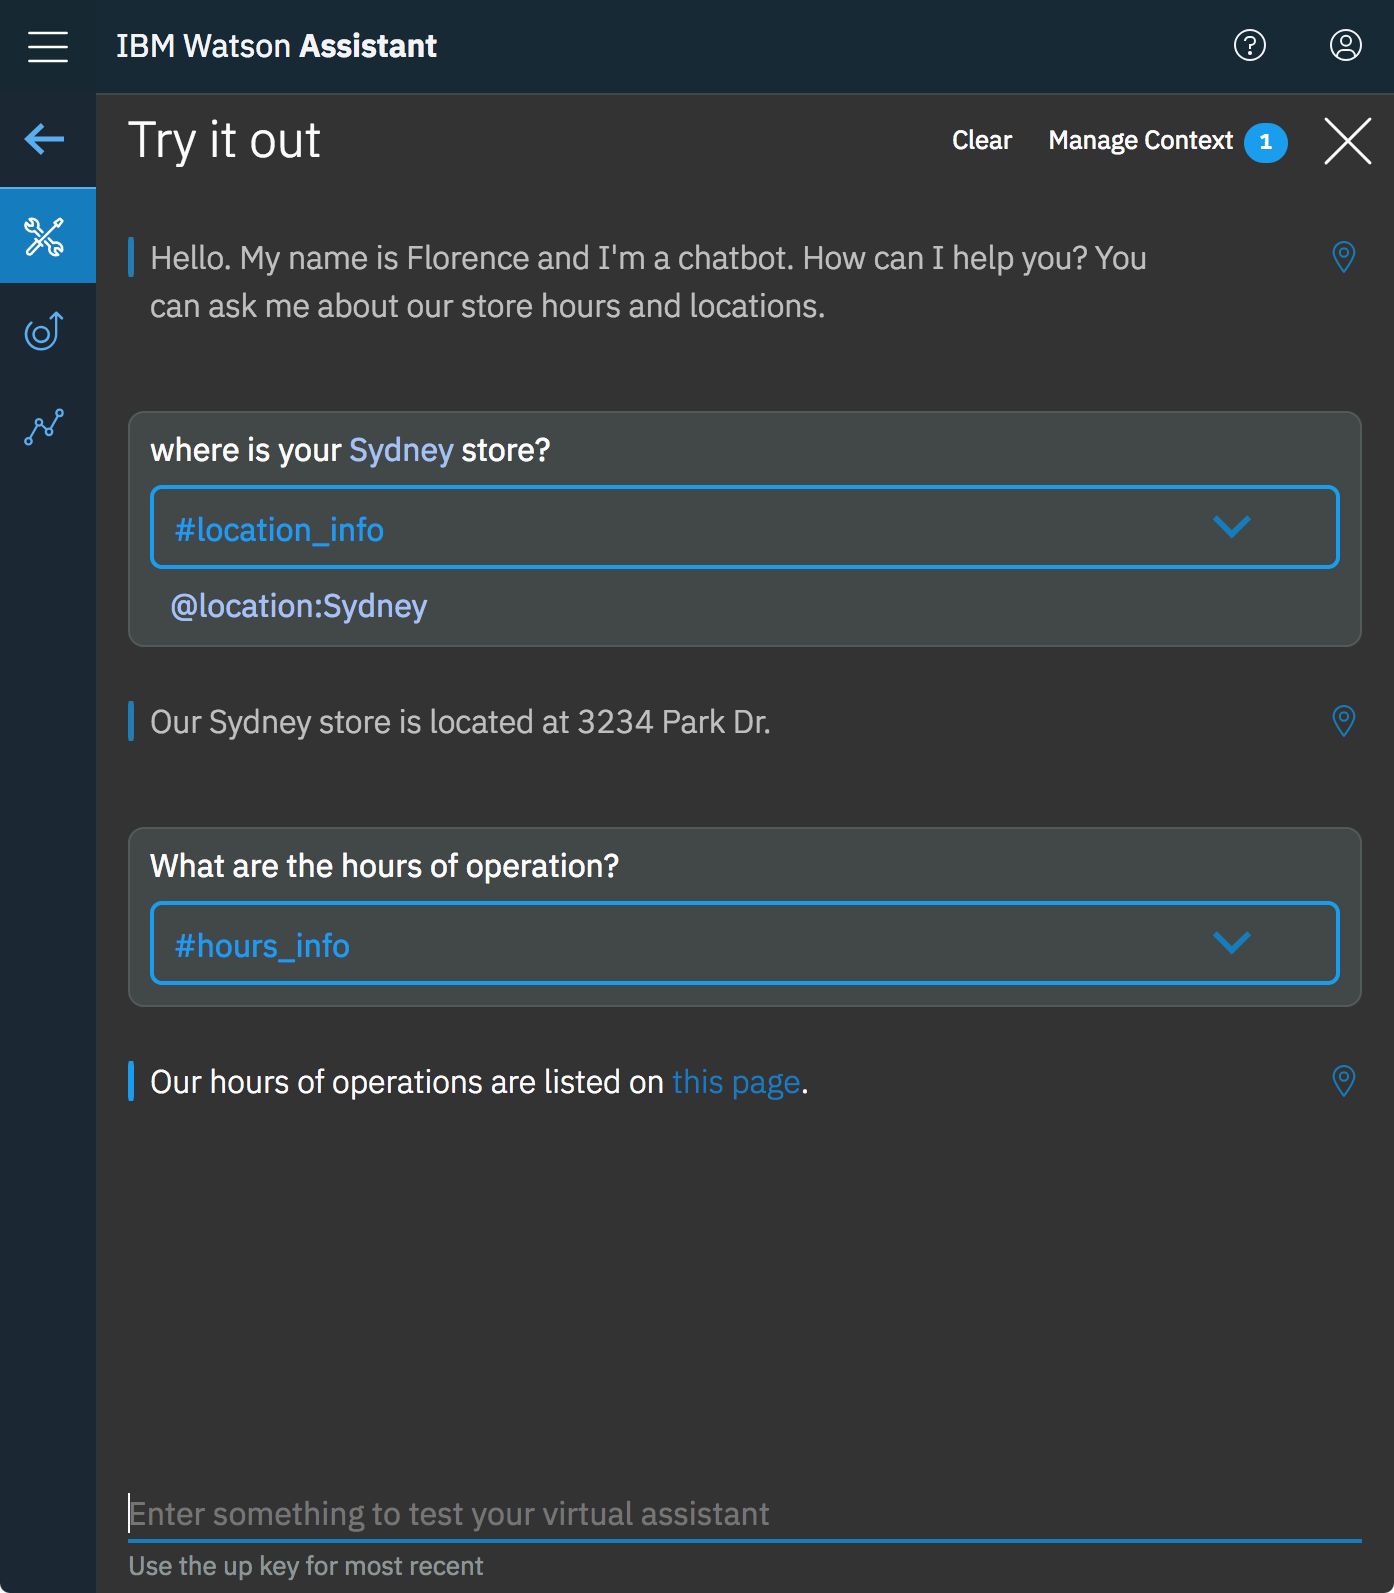 IBM Watson Assistant
Try it out
Clear
Manage Context 1
Hello. My name is Florence and I'm a chatbot. How can I help you? You
can ask me about our store hours and locations.
where is your Sydney store?
#location_info
@location:Sydney
Our Sydney store is located at 3234 Park Dr.
What are the hours of operation?
#hours_info
Our hours of operations are listed on this page.
Enter something to test your virtual assistant
Use the up key for most recent